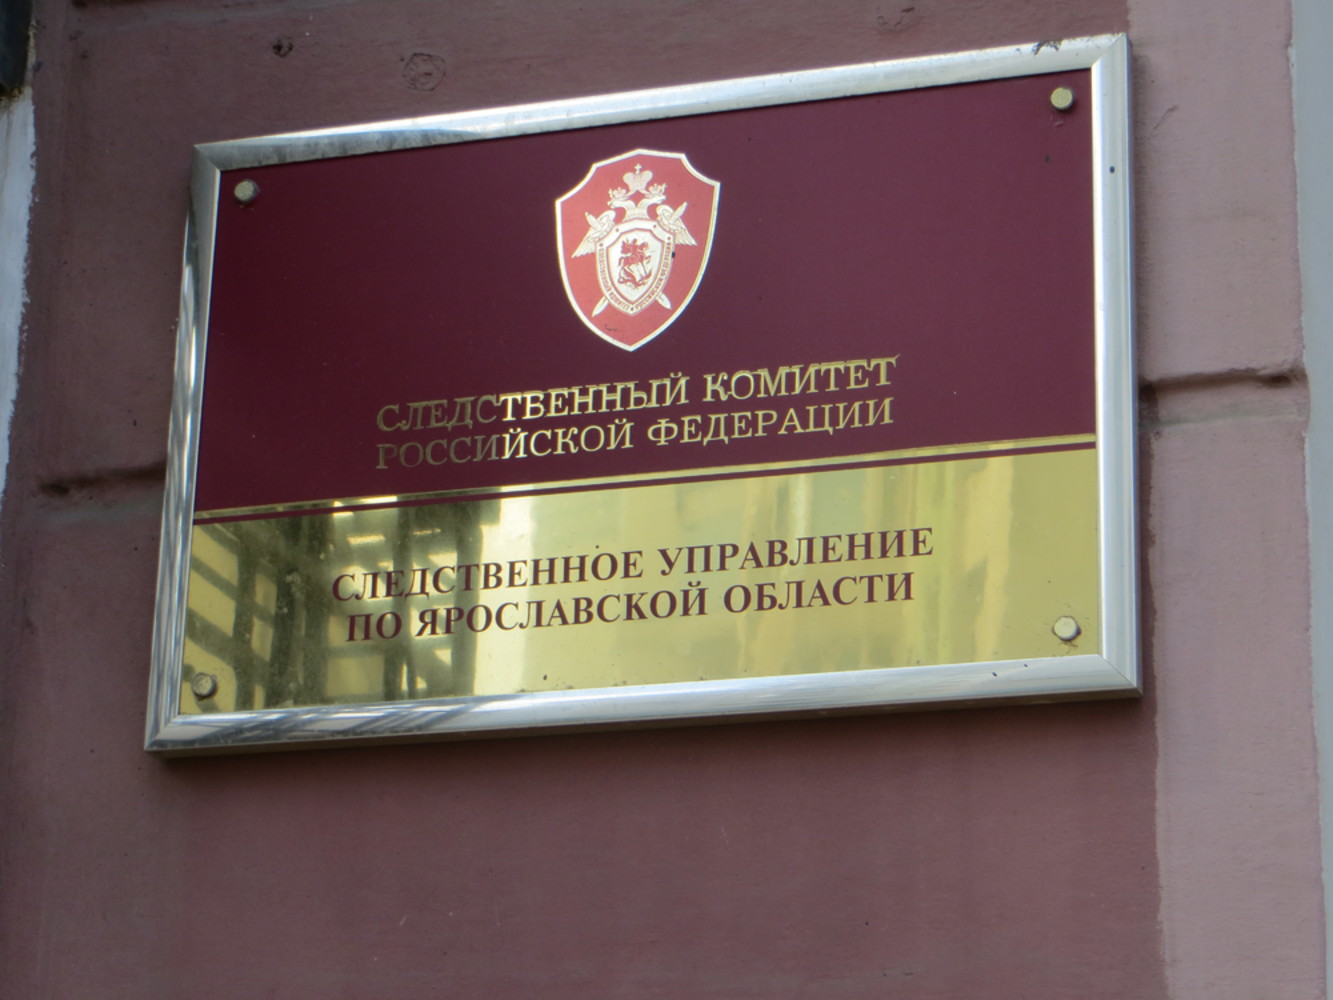 СЛЕДСТВЕННЫЙ КОМИТЕТ
РОССИЙСКОЙ ФЕДЕРАЦИИ
СЛЕДСТВЕННОЕ УПРАВЛЕНИЕ
ПО ЯРОСЛАВСКОЙ ОБЛАСТИ